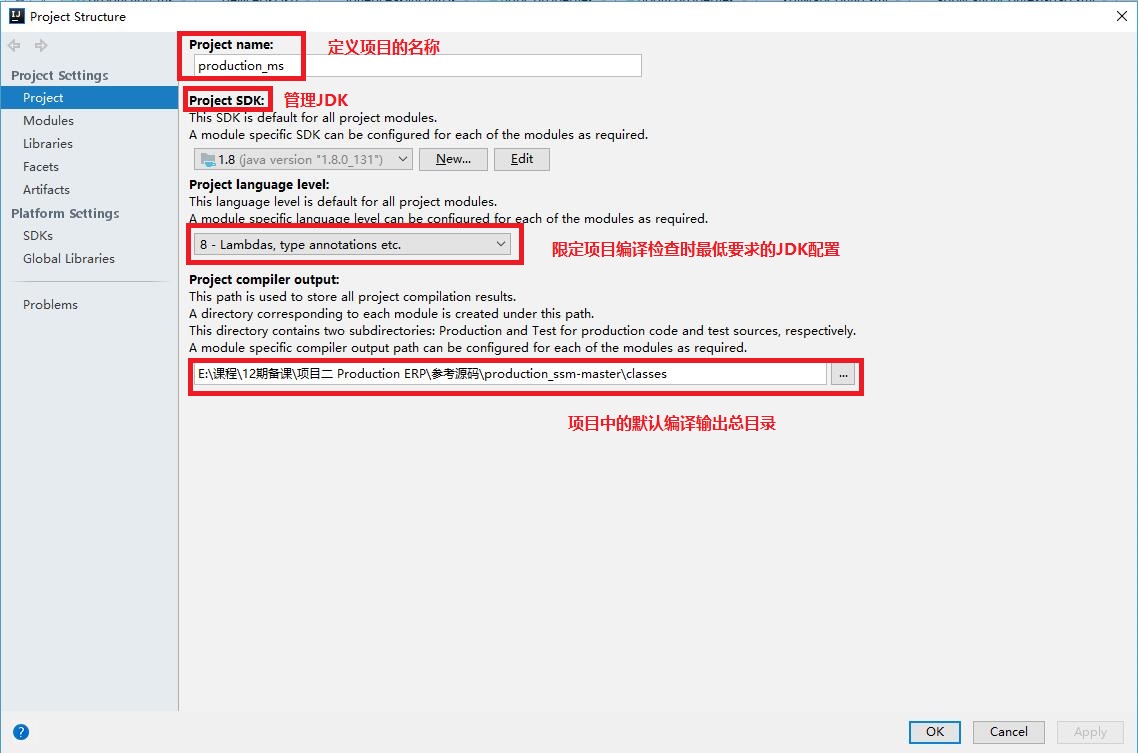 Project Structure
Project name:
定义项目的名称
production_ms
Project Settings
Project
Modules
Libraries
Facets
Artifacts
Platform Settings
SDKs
Global Libraries
Problems
Project SDK:
管理JDK
This SDK is default for all project modules.
A module specific SDK can be configured for each of the modules as required.
1.8 (java version "1.8.0_131")
New...
Edit
Project language level:
This language level is default for all project modules.
A module specific language level can be configured for each of the modules as required.
8 - Lambdas, type annotations etc.
限定项目编译检查时最低要求的JDK配置
Project compiler output:
This path is used to store all project compilation results.
A directory corresponding to each module is created under this path.
This directory contains two subdirectories: Production and Test for production code and test sources, respectively.
A module specific compiler output path can be configured for each of the modules as required.
E:\课程\12期备课\项目二 Production ERP\参考源码\production_ssm-master\classes
...
项目中的默认编译输出总目录
?
OK
Cancel
Apply